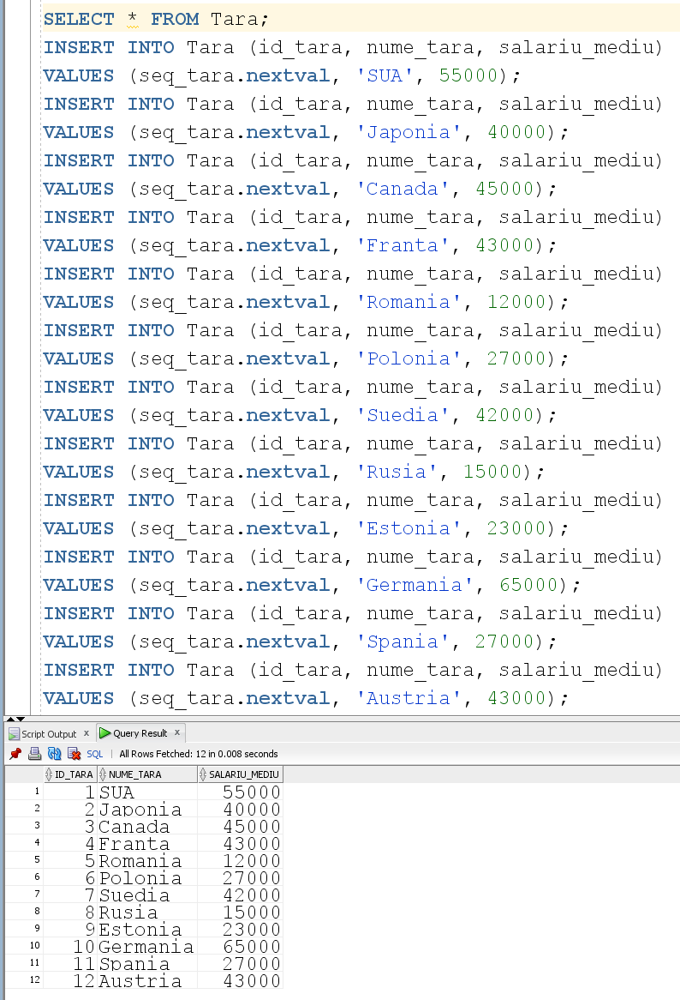 SELECT * FROM Tara;
INSERT INTO Tara (id_tara, nume_tara, salariu_mediu)
VALUES (seq_tara.nextval, 'SUA', 55000);
INSERT INTO Tara (id_tara, nume_tara, salariu_mediu)
VALUES (seq_tara.nextval, 'Japonia', 40000);
INSERT INTO Tara (id_tara, nume_tara, salariu_mediu)
VALUES (seq_tara.nextval, 'Canada', 45000);
INSERT INTO Tara (id_tara, nume_tara, salariu_mediu)
VALUES (seq_tara.nextval, 'Franta', 43000);
INSERT INTO Tara (id_tara, nume_tara, salariu_mediu)
VALUES (seq_tara.nextval, 'Romania', 12000);
INSERT INTO Tara (id_tara, nume_tara, salariu_mediu)
VALUES (seq_tara.nextval, 'Polonia', 27000);
INSERT INTO Tara (id_tara, nume_tara, salariu_mediu)
VALUES (seq_tara.nextval, 'Suedia', 42000);
INSERT INTO Tara (id_tara, nume_tara, salariu_mediu)
VALUES (seq_tara.nextval, 'Rusia', 15000);
INSERT INTO Tara (id_tara, nume_tara, salariu_mediu)
VALUES (seq_tara.nextval, 'Estonia', 23000);
INSERT INTO Tara (id_tara, nume_tara, salariu_mediu)
VALUES (seq_tara.nextval, 'Germania', 65000);
INSERT INTO Tara (id_tara, nume_tara, salariu_mediu)
VALUES (seq_tara.nextval, 'Spania', 27000);
INSERT INTO Tara (id_tara, nume_tara, salariu_mediu)
VALUES (seq_tara.nextval, 'Austria', 43000);
Script Output x Query Result x
SQL | All Rows Fetched: 12 in 0.008 seconds
ID_TARA NUME_TARA SALARIU_MEDIU
1 1 SUA 55000
2 2 Japonia 40000
3 3 Canada 45000
4 4 Franta 43000
5 5 Romania 12000
6 6 Polonia 27000
7 7 Suedia 42000
8 8 Rusia 15000
9 9 Estonia 23000
10 10 Germania 65000
11 11 Spania 27000
12 12 Austria 43000